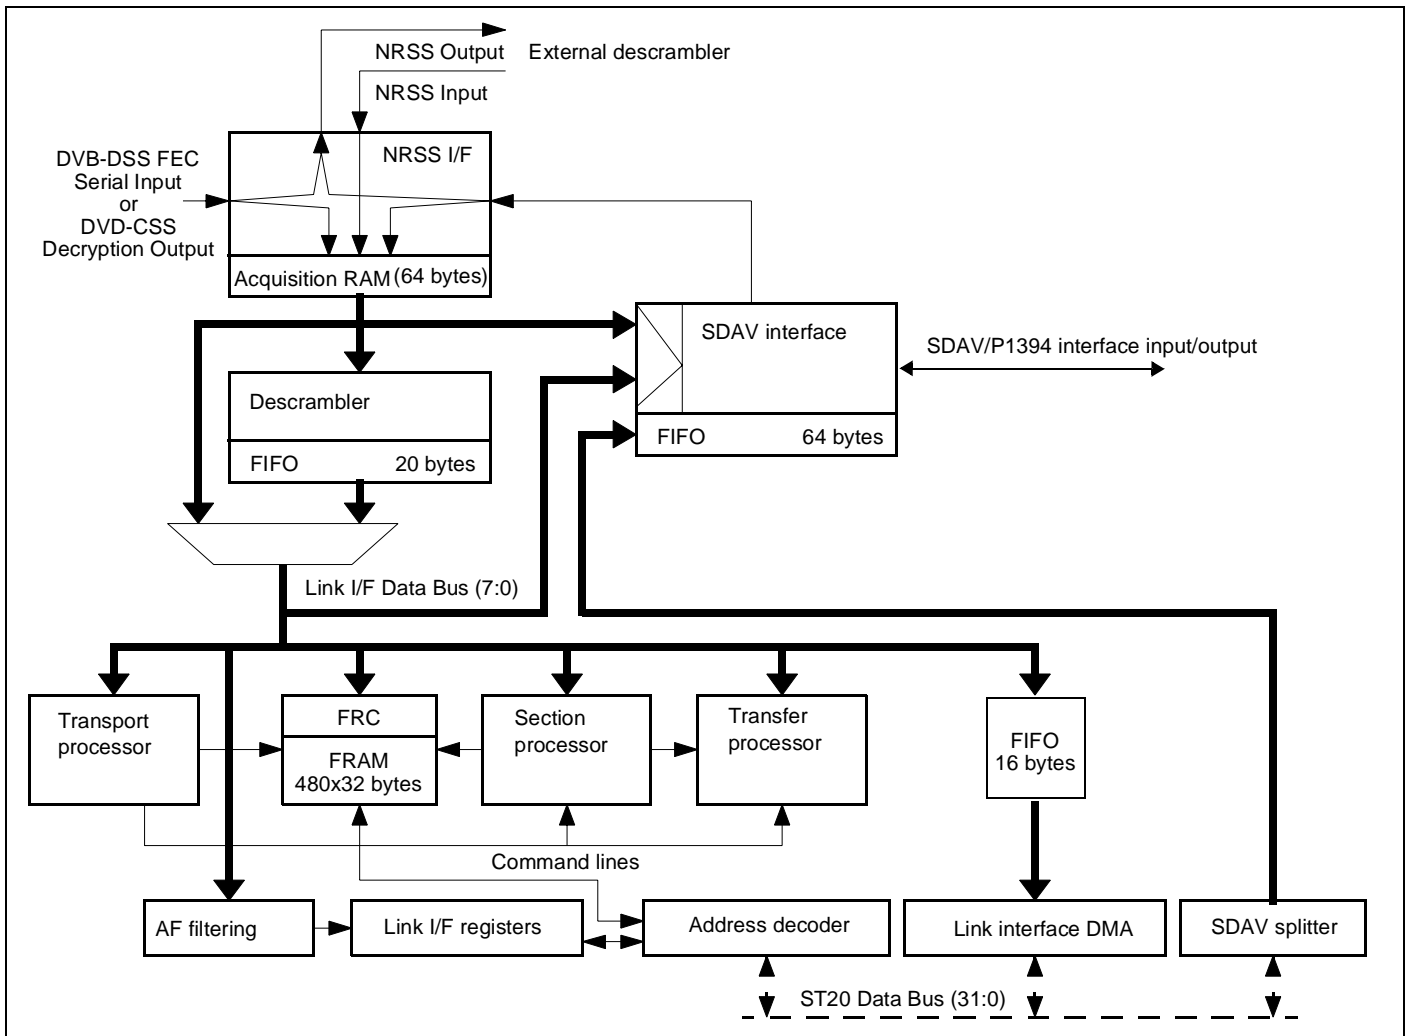 NRSS Output
External descrambler
NRSS Input
NRSS I/F
DVB-DSS FEC
Serial Input
or
DVD-CSS
Decryption Output
Acquisition RAM (64 bytes)
SDAV interface
SDAV/P1394 interface input/output
Descrambler
FIFO 64 bytes
FIFO 20 bytes
Link I/F Data Bus (7:0)
Transport
processor
FRC
FRAM
480x32 bytes
Section
processor
Transfer
processor
FIFO
16 bytes
Command lines
AF filtering
Link I/F registers
Address decoder
Link interface DMA
SDAV splitter
ST20 Data Bus (31:0)